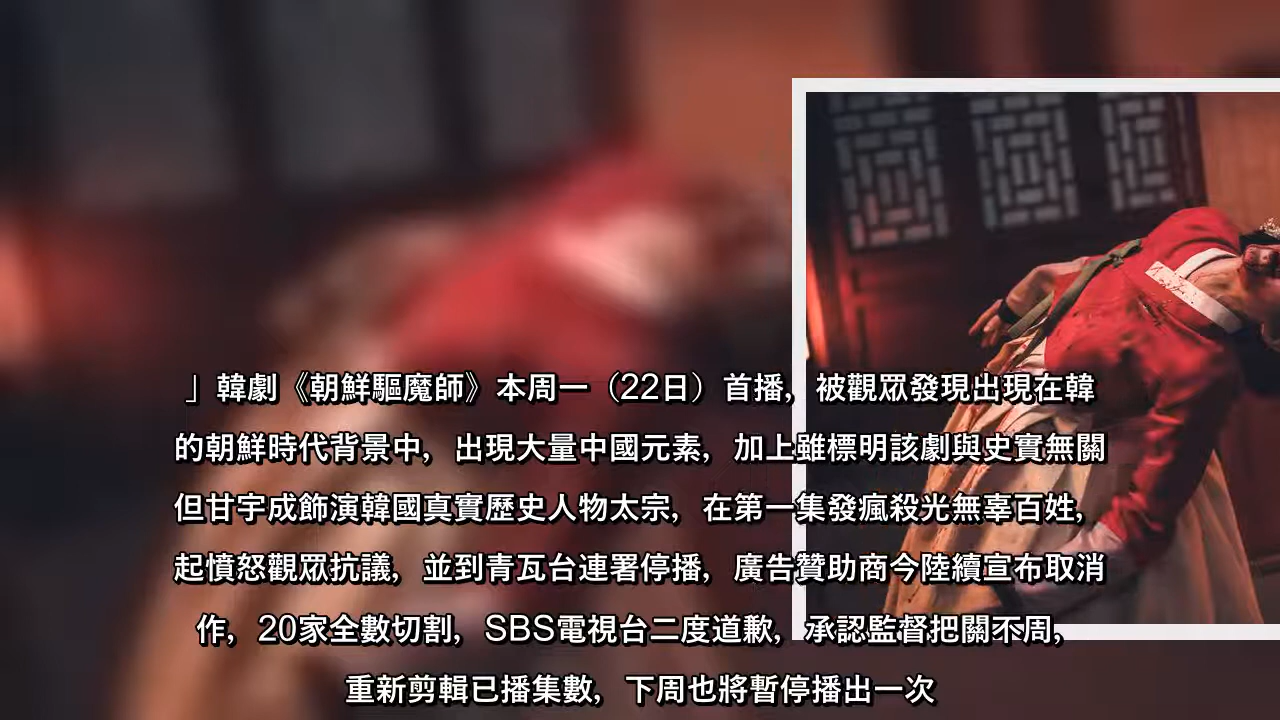 」韓劇《朝鮮驅魔師》本周一（22日）首播，被觀眾發現出現在韓
的朝鮮時代背景中，出現大量中國元素，加上雖標明該劇與史實無關
但甘宇成飾演韓國真實歷史人物太宗，在第一集發瘋殺光無辜百姓，
起憤怒觀眾抗議，並到青瓦台連署停播，廣告贊助商今陸續宣布取消
作，20家全數切割，SBS電視台二度道歉，承認監督把關不周，
重新剪輯已播集數，下周也將暫停播出一次